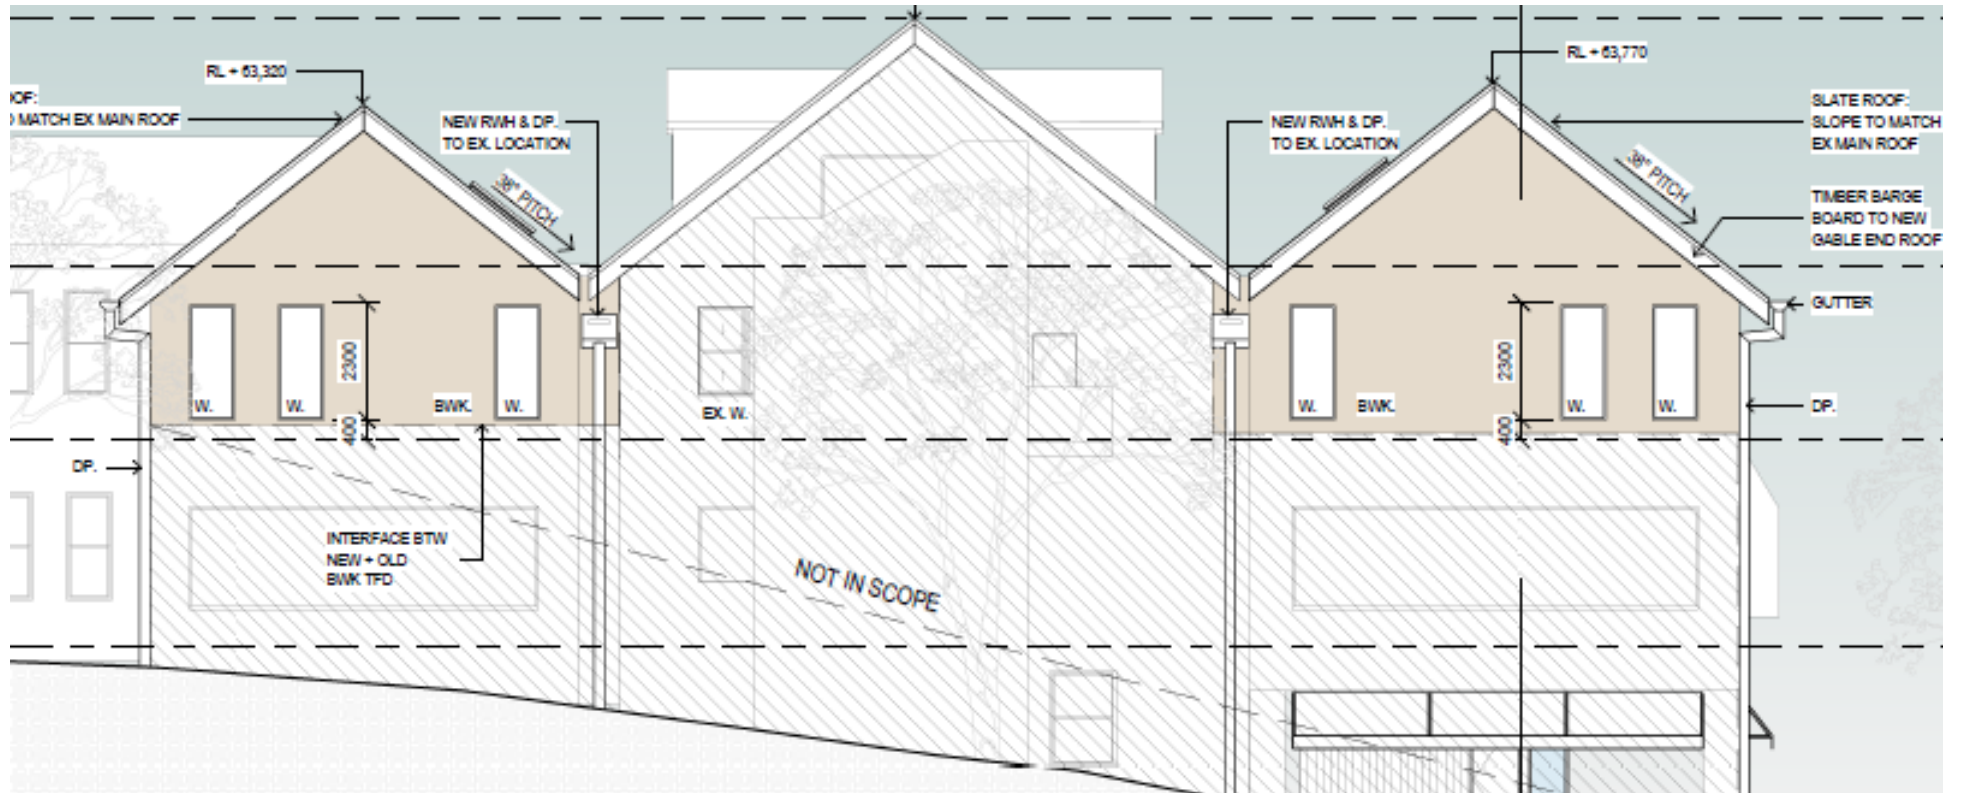 RL + 63,320
OF:
MATCH EX MAIN ROOF
NEW RWH & DP.
TO EX. LOCATION
38° PITCH
NEW RWH & DP.
TO EX. LOCATION
RL + 63,770
SLATE ROOF:
SLOPE TO MATCH
EX MAIN ROOF
38° PITCH
TIMBER BARGE
BOARD TO NEW
GABLE END ROOF
GUTTER
2300
2300
W.
W.
BWK.
W.
EX. W.
W.
BWK.
W.
W.
DP.
400
400
DP.
INTERFACE BTW
NEW + OLD
BWK TFD
NOT IN SCOPE